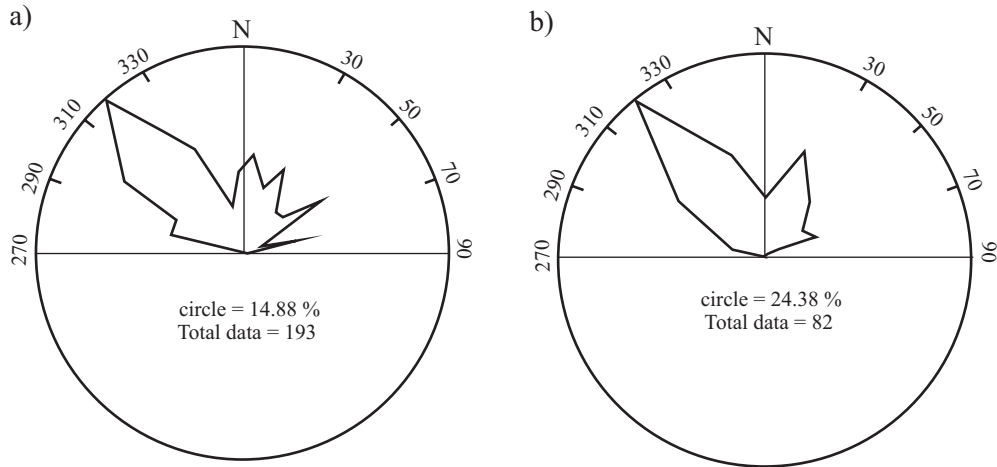 a)
N
330
30
310
50
290
70
270
90
circle = 14.88 %
Total data = 193
b)
N
330
30
310
50
290
70
270
90
circle = 24.38 %
Total data = 82